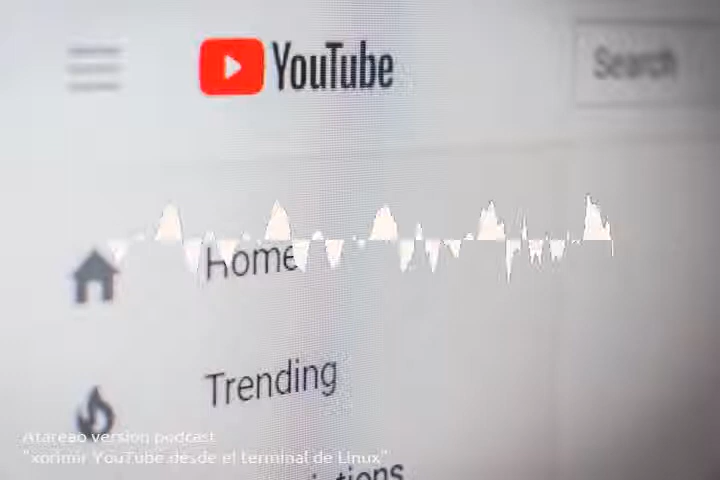 YouTube
Search
Home
Trending
Atareao version podcast
YouTube desde el terminal de Linux"